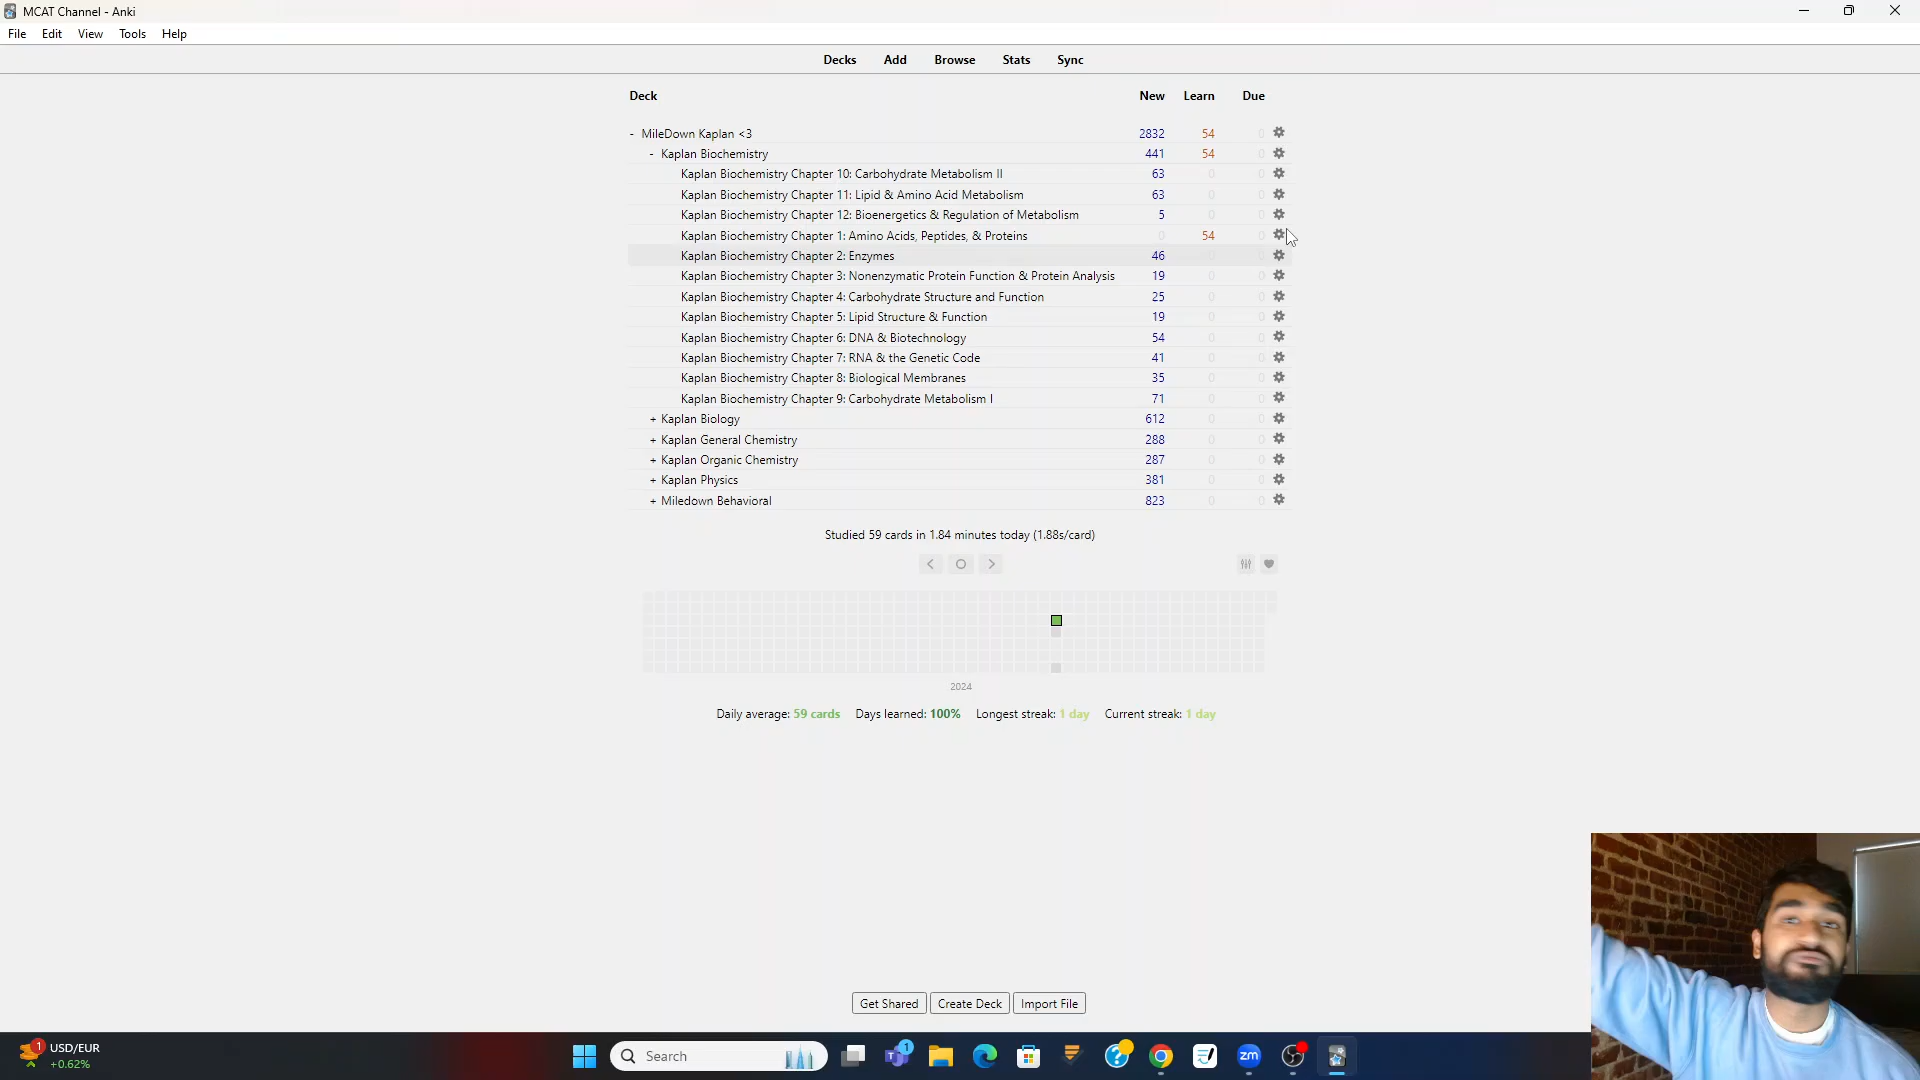 MCAT Channel - Anki
File Edit View Tools Help
Decks Add Browse Stats Sync
Deck New Learn Due
- MileDown Kaplan <3 2832 54 0
- Kaplan Biochemistry 441 54 0
Kaplan Biochemistry Chapter 10: Carbohydrate Metabolism II 63 0 0
Kaplan Biochemistry Chapter 11: Lipid & Amino Acid Metabolism 63 0 0
Kaplan Biochemistry Chapter 12: Bioenergetics & Regulation of Metabolism 5 0 0
Kaplan Biochemistry Chapter 1: Amino Acids, Peptides, & Proteins 0 54 0
Kaplan Biochemistry Chapter 2: Enzymes 46 0 0
Kaplan Biochemistry Chapter 3: Nonenzymatic Protein Function & Protein Analysis 19 0 0
Kaplan Biochemistry Chapter 4: Carbohydrate Structure and Function 25 0 0
Kaplan Biochemistry Chapter 5: Lipid Structure & Function 19 0 0
Kaplan Biochemistry Chapter 6: DNA & Biotechnology 54 0 0
Kaplan Biochemistry Chapter 7: RNA & the Genetic Code 41 0 0
Kaplan Biochemistry Chapter 8: Biological Membranes 35 0 0
Kaplan Biochemistry Chapter 9: Carbohydrate Metabolism I 71 0 0
+ Kaplan Biology 612 0 0
+ Kaplan General Chemistry 288 0 0
+ Kaplan Organic Chemistry 287 0 0
+ Kaplan Physics 381 0 0
+ Miledown Behavioral 823 0 0
Studied 59 cards in 1.84 minutes today (1.88s/card)
2024
Daily average: 59 cards Days learned: 100% Longest streak: 1 day Current streak: 1 day
Get Shared Create Deck Import File
1 USD/EUR
+0.62%
Search
1
zm